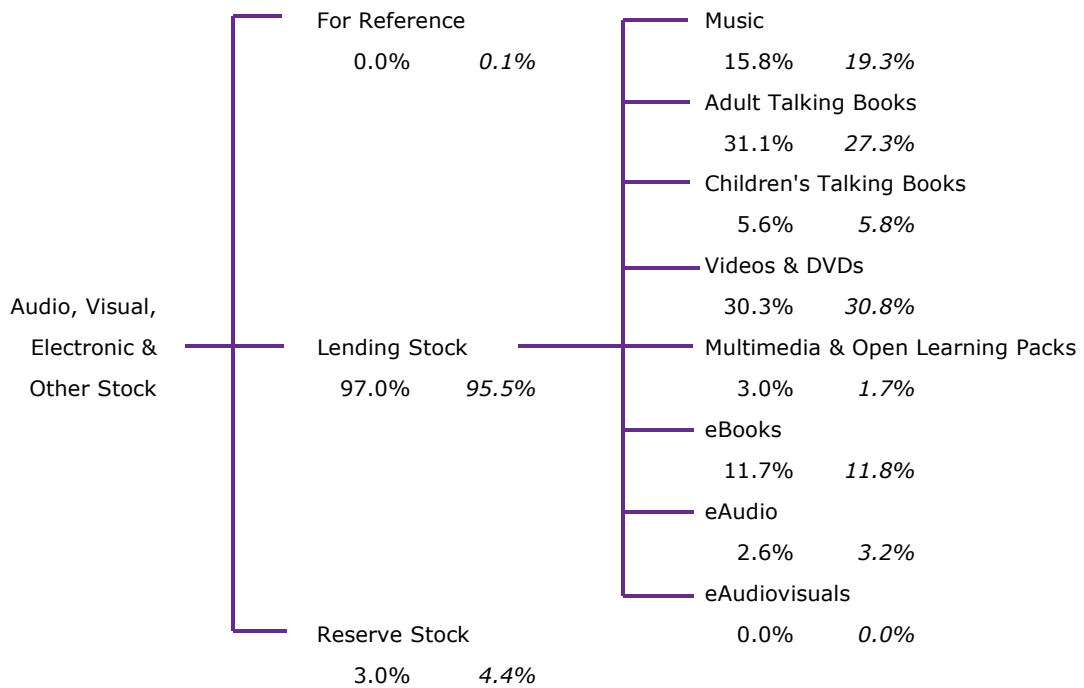 Audio, Visual,
Electronic &
Other Stock
For Reference
0.0% 0.1%
Lending Stock
97.0% 95.5%
Reserve Stock
3.0% 4.4%
Music
15.8% 19.3%
Adult Talking Books
31.1% 27.3%
Children's Talking Books
5.6% 5.8%
Videos & DVDs
30.3% 30.8%
Multimedia & Open Learning Packs
3.0% 1.7%
eBooks
11.7% 11.8%
eAudio
2.6% 3.2%
eAudiovisuals
0.0% 0.0%